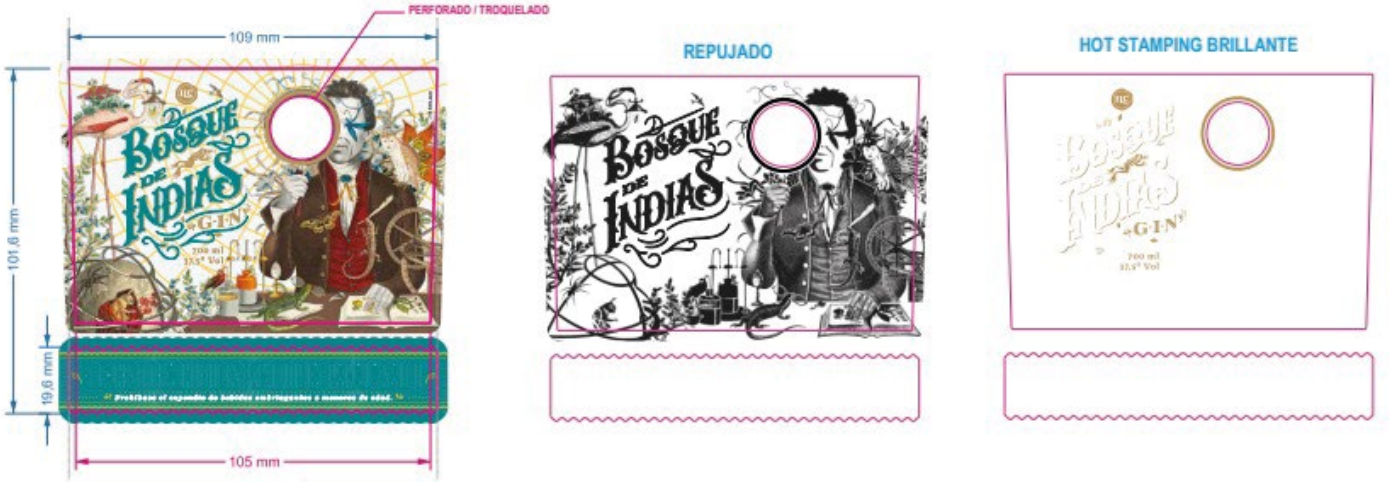 PERFORADO / TROQUELADO
109 mm
REPUJADO
HOT STAMPING BRILLANTE
101,6 mm
19,6 mm
105 mm
BOSQUE
DE
INDIAS
G·I·N
700 ml
37.5° Vol
Prohíbase el expendio de bebidas embriagantes a menores de edad.
BOSQUE
DE
INDIAS
BOSQUE
DE
INDIAS
G·I·N
700 ml
37.5° Vol